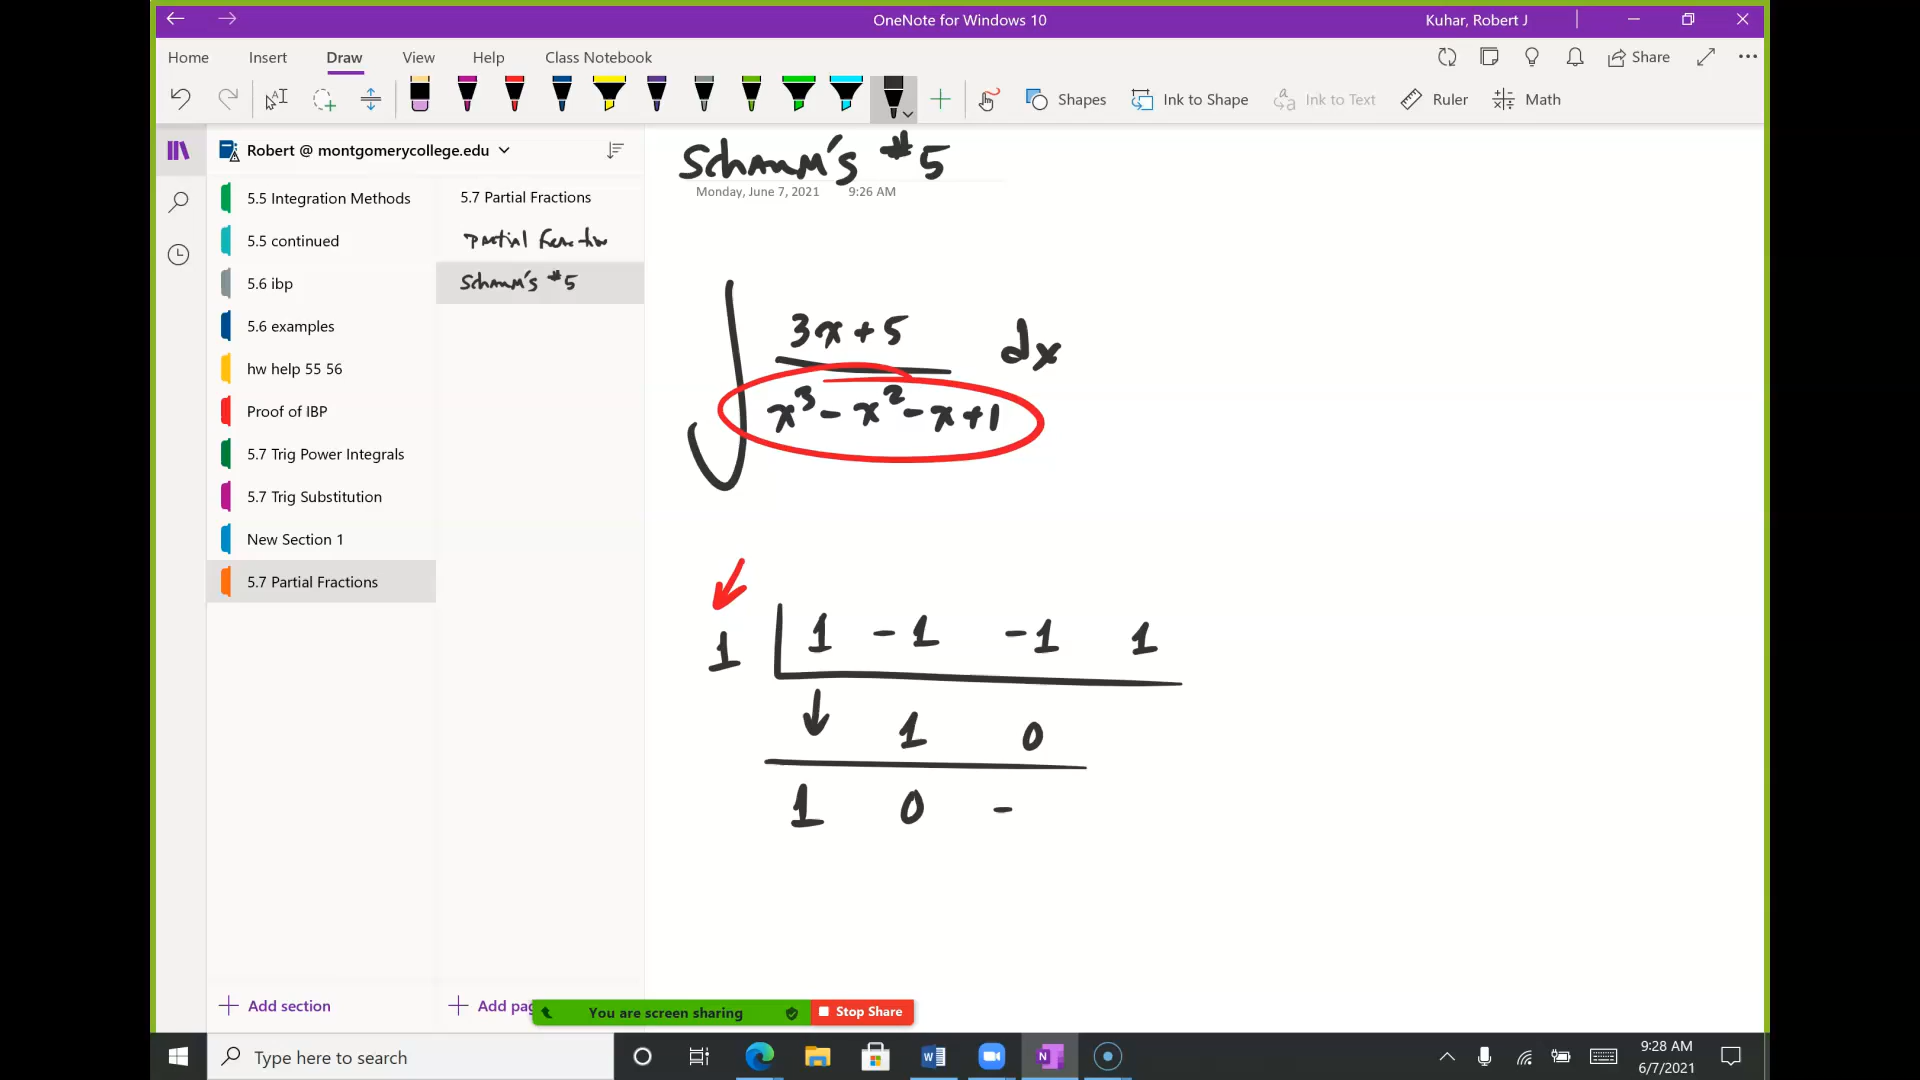 OneNote for Windows 10
Kuhar, Robert J
Home Insert Draw View Help Class Notebook
Share
Shapes Ink to Shape Ink to Text Ruler Math
Robert @ montgomerycollege.edu
5.5 Integration Methods
5.5 continued
5.6 ibp
5.6 examples
hw help 55 56
Proof of IBP
5.7 Trig Power Integrals
5.7 Trig Substitution
New Section 1
5.7 Partial Fractions
Add section
5.7 Partial Fractions
partial
Schaum's #5
Add pag
Schaum's #5
Monday, June 7, 2021 9:26 AM
∫ 3x+5 dx
x³-x²-x+1
1 1 -1 -1 1
↓ 1 0
1 0 -
You are screen sharing Stop Share
Type here to search
9:28 AM
6/7/2021